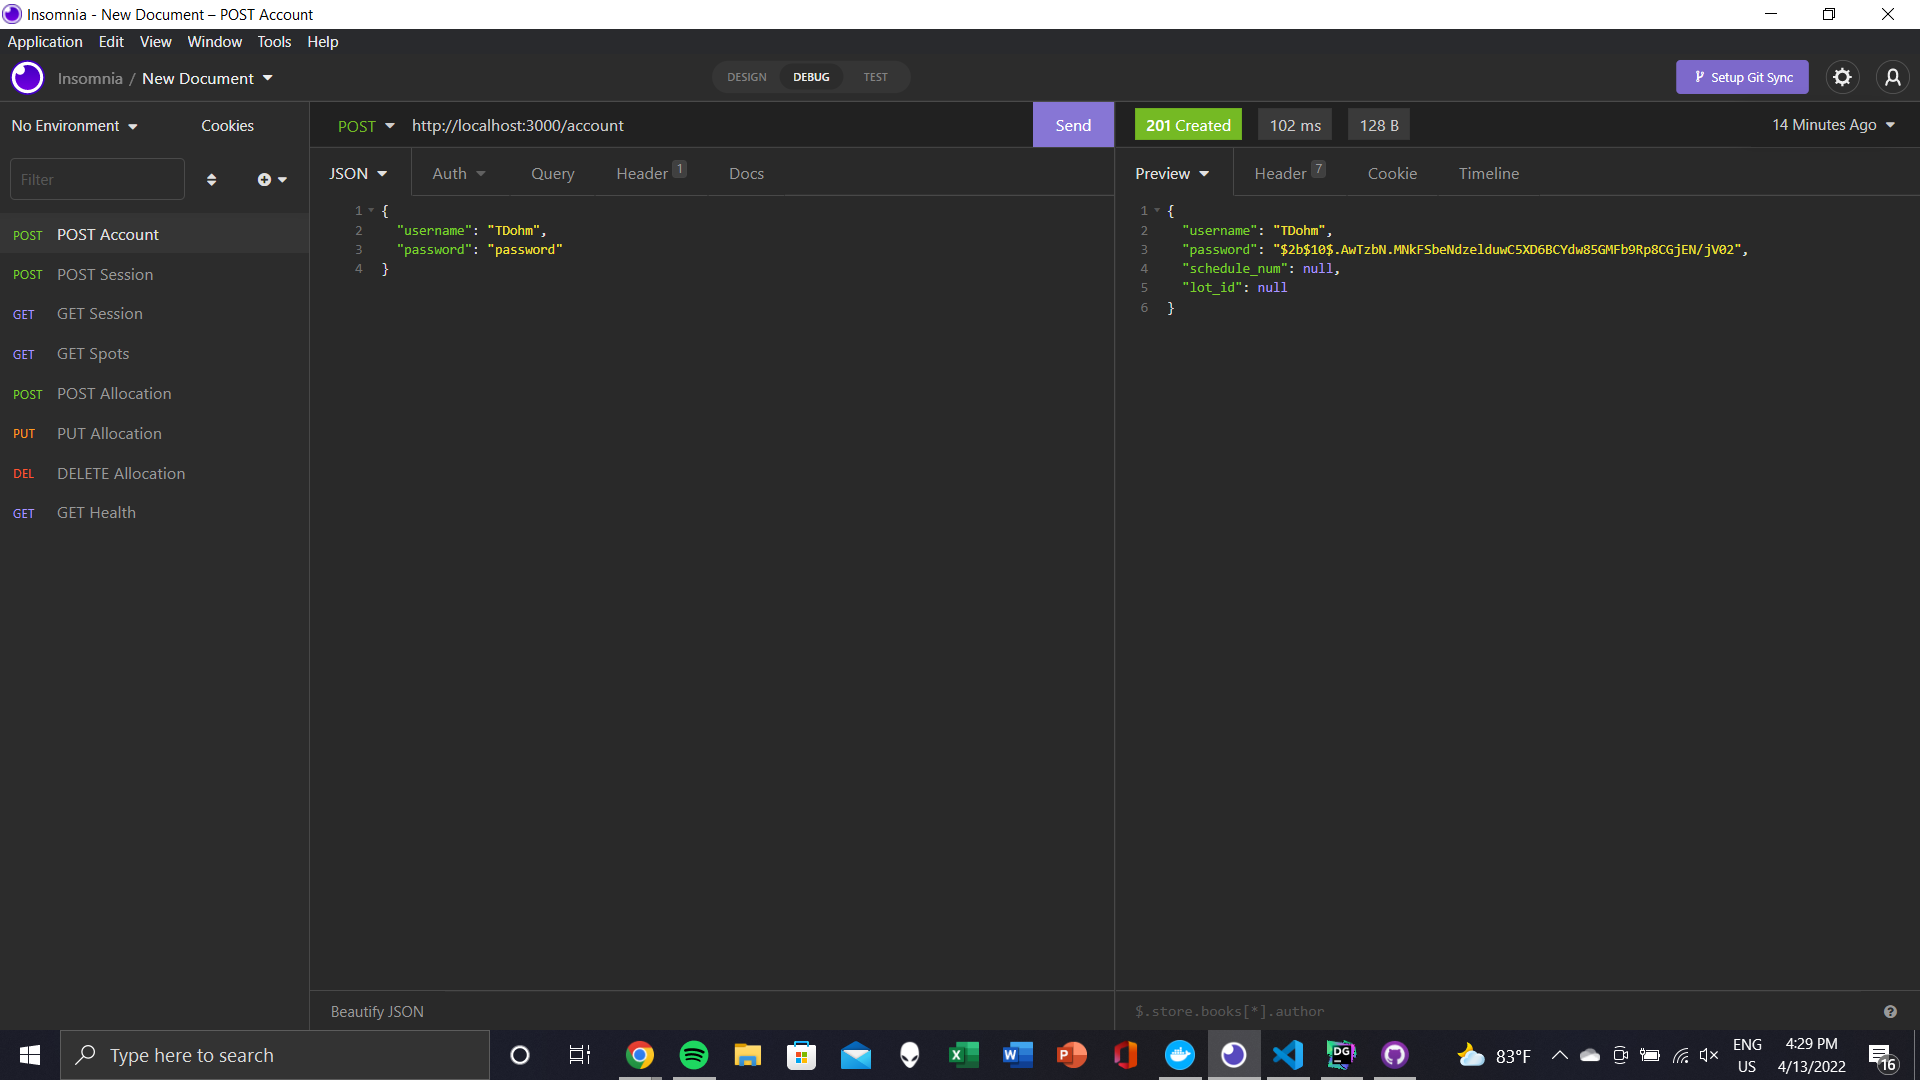 Insomnia - New Document – POST Account
Application Edit View Window Tools Help
Insomnia / New Document
DESIGN DEBUG TEST
Setup Git Sync
No Environment Cookies
Filter
POST POST Account
POST POST Session
GET GET Session
GET GET Spots
POST POST Allocation
PUT PUT Allocation
DEL DELETE Allocation
GET GET Health
POST http://localhost:3000/account Send
JSON Auth Query Header 1 Docs
1 {
2 "username": "TDohm",
3 "password": "password"
4 }
Beautify JSON
201 Created 102 ms 128 B 14 Minutes Ago
Preview Header 7 Cookie Timeline
1 {
2 "username": "TDohm",
3 "password": "$2b$10$.AwTzbN.MNkFSbeNdzelduwC5XD6BCYdw85GMFb9Rp8CGjEN/jV02",
4 "schedule_num": null,
5 "lot_id": null
6 }
$.store.books[*].author
Type here to search
DG
83°F
ENG
US
4:29 PM
4/13/2022
16